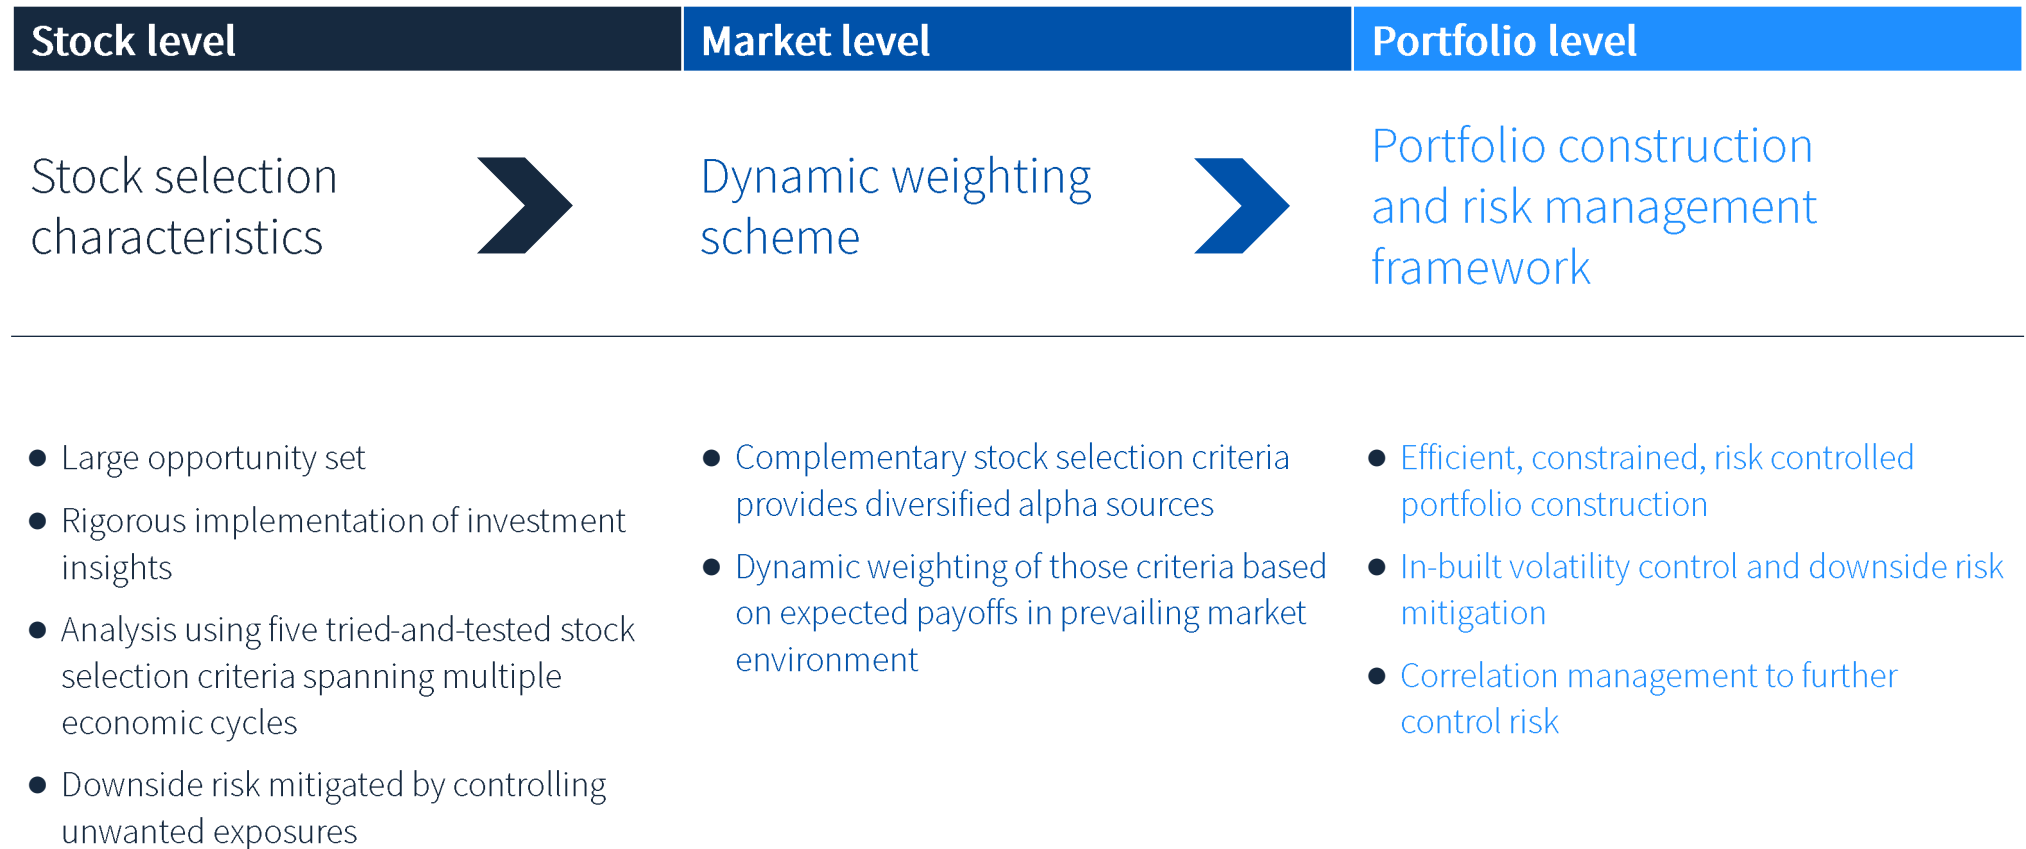 Stock level
Market level
Portfolio level
Stock selection
characteristics
Dynamic weighting
scheme
Portfolio construction
and risk management
framework
Large opportunity set
Rigorous implementation of investment
insights
Analysis using five tried-and-tested stock
selection criteria spanning multiple
economic cycles
Downside risk mitigated by controlling
unwanted exposures
Complementary stock selection criteria
provides diversified alpha sources
Dynamic weighting of those criteria based
on expected payoffs in prevailing market
environment
Efficient, constrained, risk controlled
portfolio construction
In-built volatility control and downside risk
mitigation
Correlation management to further
control risk